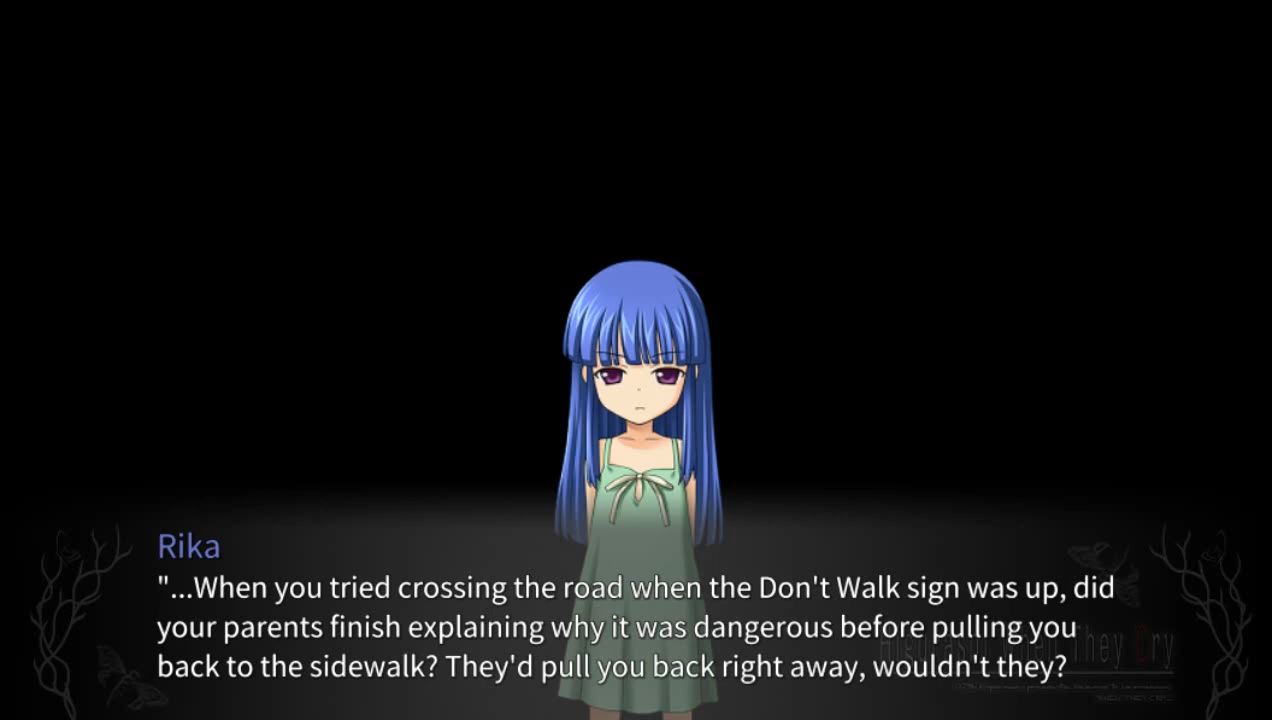 Rika
"...When you tried crossing the road when the Don't Walk sign was up, did
your parents finish explaining why it was dangerous before pulling you
back to the sidewalk? They'd pull you back right away, wouldn't they?
They Cry